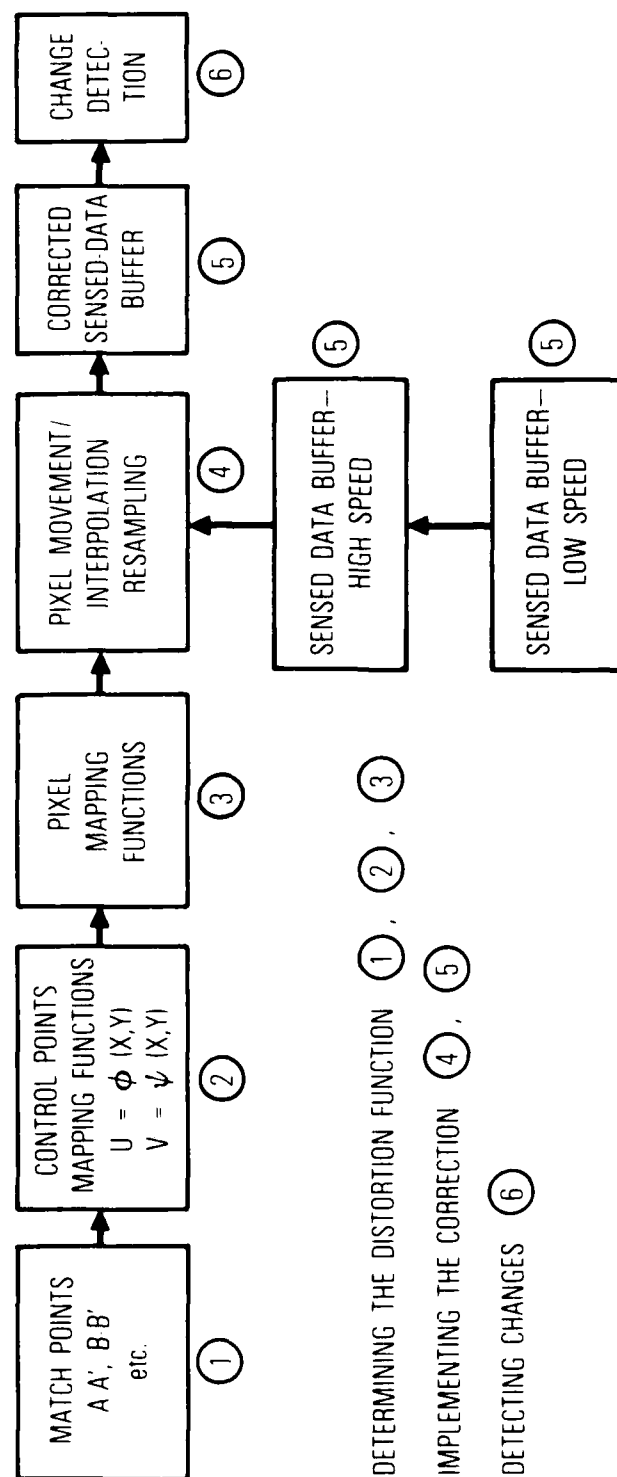 MATCH POINTS
A A', B-B'
etc.
①
CONTROL POINTS
MAPPING FUNCTIONS
U = ϕ (X,Y)
V = ψ (X,Y)
②
PIXEL
MAPPING
FUNCTIONS
③
PIXEL MOVEMENT/
INTERPOLATION
RESAMPLING
④
CORRECTED
SENSED-DATA
BUFFER
⑤
CHANGE
DETEC-
TION
⑥
SENSED DATA BUFFER—
HIGH SPEED
⑤
SENSED DATA BUFFER—
LOW SPEED
⑤
DETERMINING THE DISTORTION FUNCTION ①, ②, ③
IMPLEMENTING THE CORRECTION ④, ⑤
DETECTING CHANGES ⑥